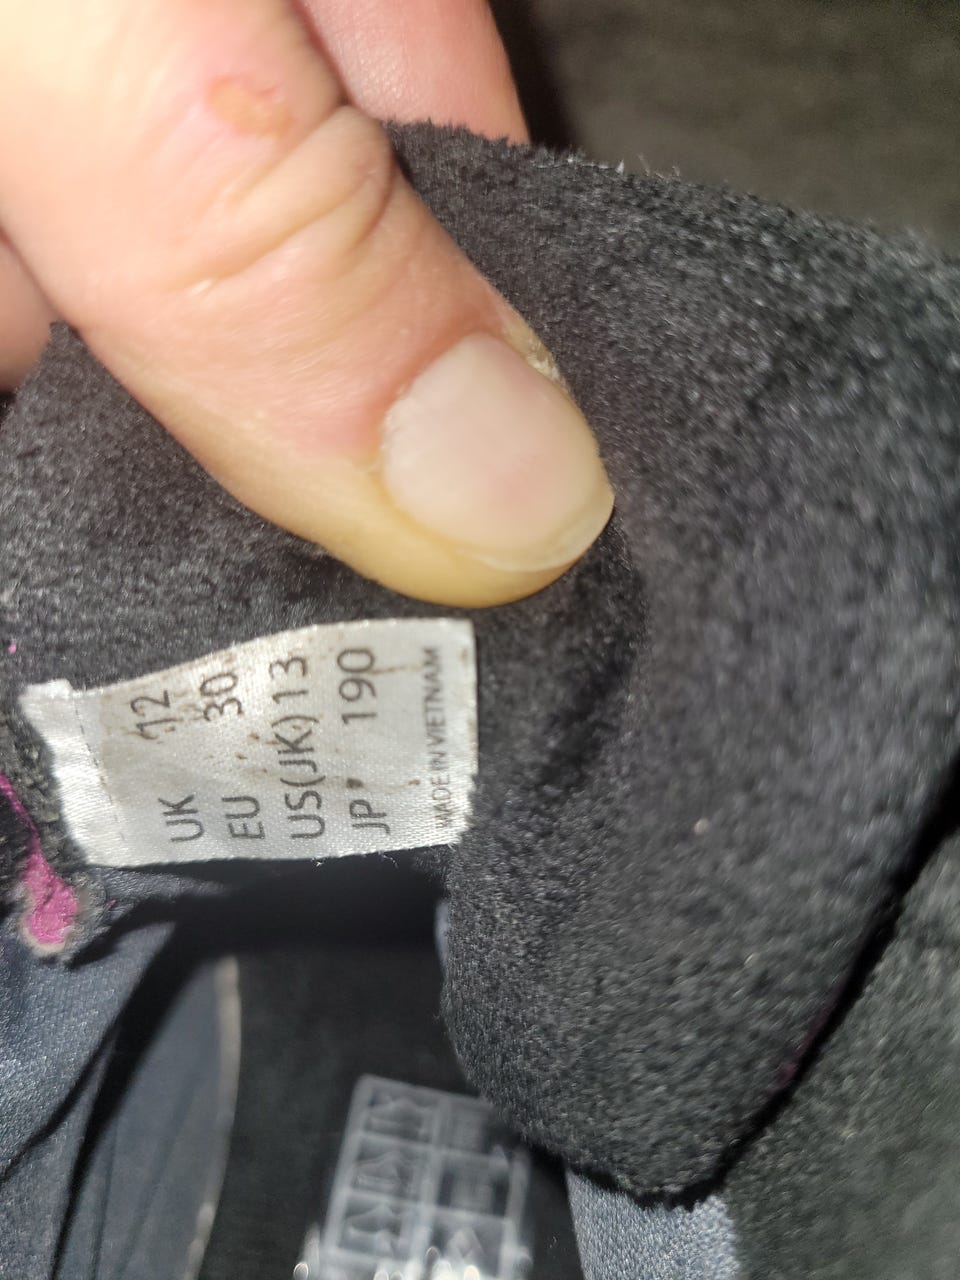 UK 12
EU 30
US(JK) 13
JP 190
MADE IN VIETNAM